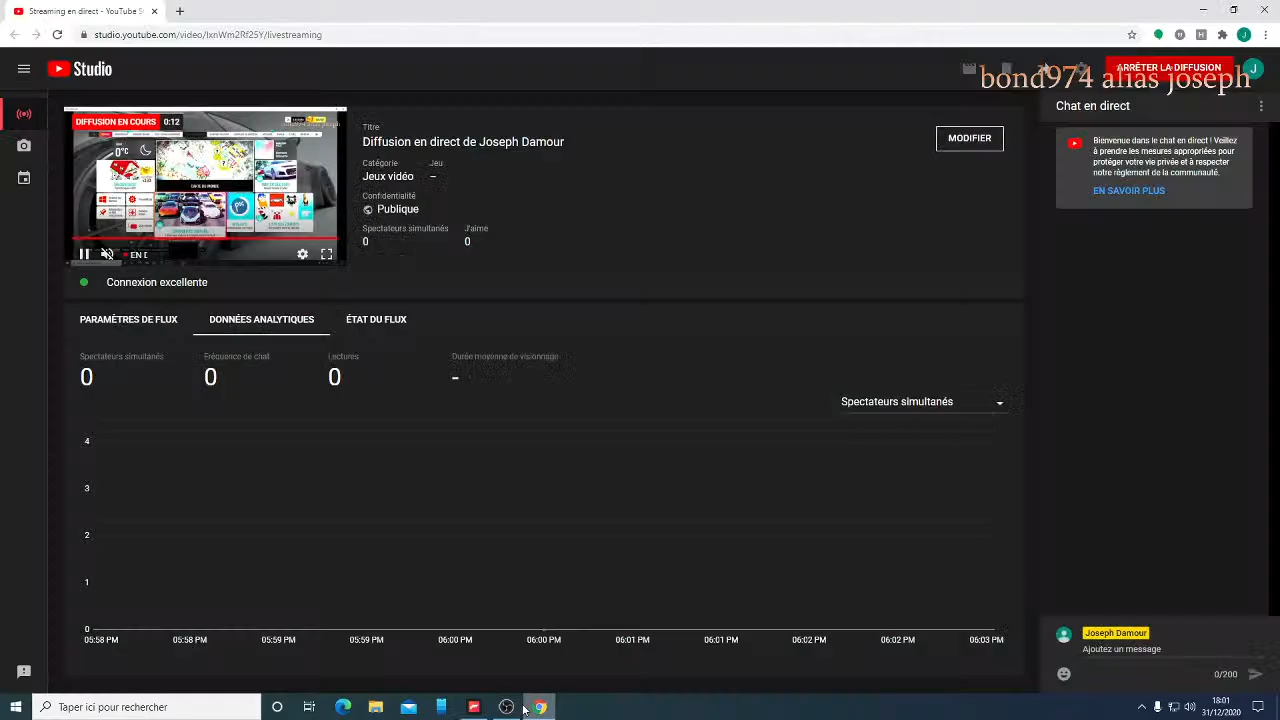 Streaming en direct - YouTube S
studio.youtube.com/video/IxnWm2Rf25Y/livestreaming
Studio
ARRÊTER LA DIFFUSION
J
bond974 alias joseph
DIFFUSION EN COURS 0:12
0°C
CARTE DU MONDE
EN D
Titre
Diffusion en direct de Joseph Damour
MODIFIER
Catégorie Jeu
Jeux vidéo –
Confidentialité
Publique
Spectateurs simultanés J'aime
0 0
Connexion excellente
Chat en direct
Bienvenue dans le chat en direct ! Veillez
à prendre les mesures appropriées pour
protéger votre vie privée et à respecter
notre règlement de la communauté.
EN SAVOIR PLUS
PARAMÈTRES DE FLUX DONNÉES ANALYTIQUES ÉTAT DU FLUX
Spectateurs simultanés Fréquence de chat Lectures Durée moyenne de visionnage
0 0 0 –
Spectateurs simultanés
4
3
2
1
0
05:58 PM 05:58 PM 05:59 PM 05:59 PM 06:00 PM 06:00 PM 06:01 PM 06:01 PM 06:02 PM 06:02 PM 06:03 PM
Joseph Damour
Ajoutez un message
0/200
Taper ici pour rechercher
18:01
31/12/2020